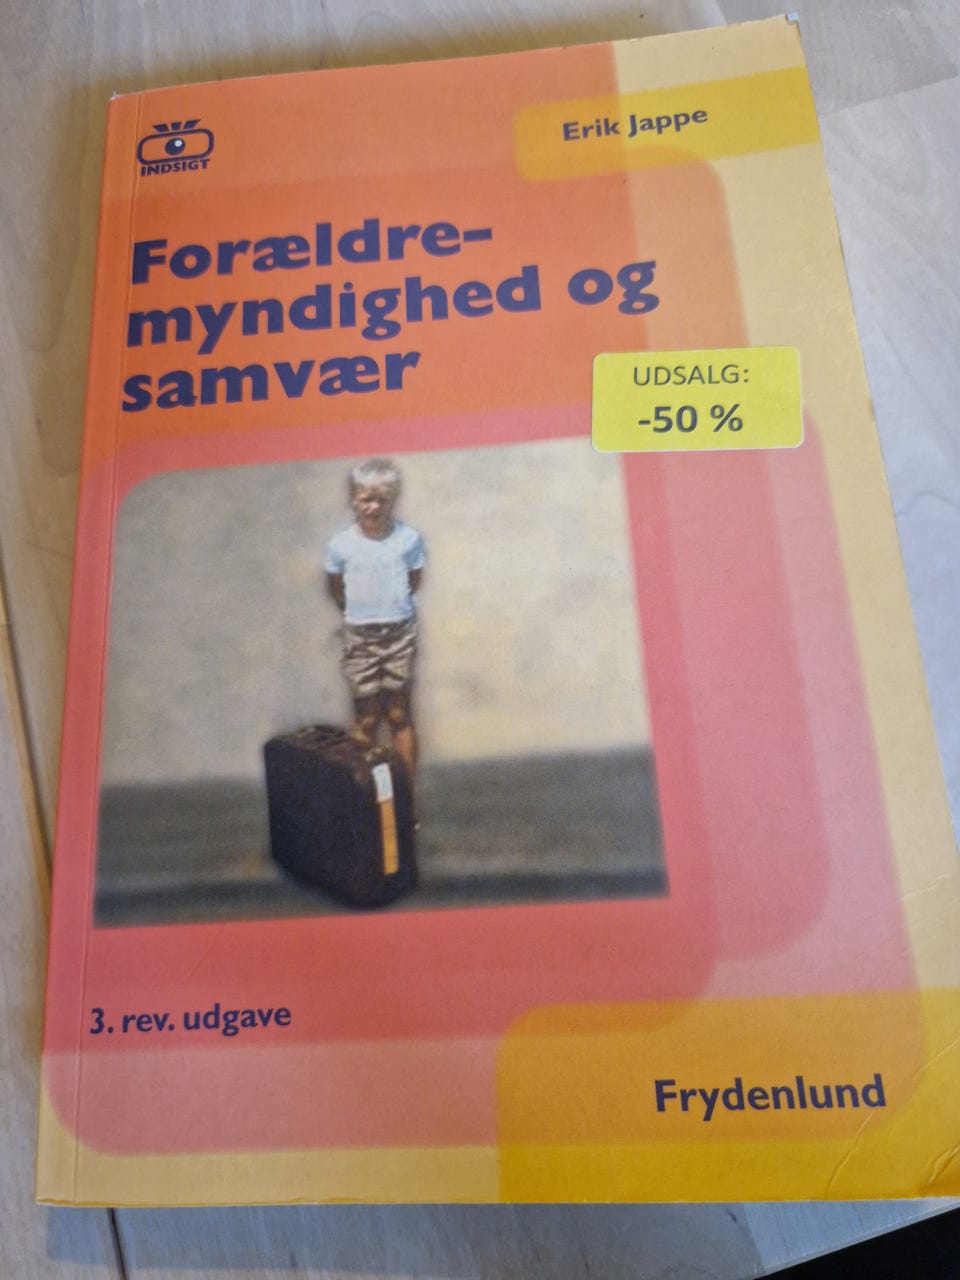 INDSIGT
Erik Jappe
Forældre-
myndighed og
samvær
UDSALG:
-50 %
3. rev. udgave
Frydenlund